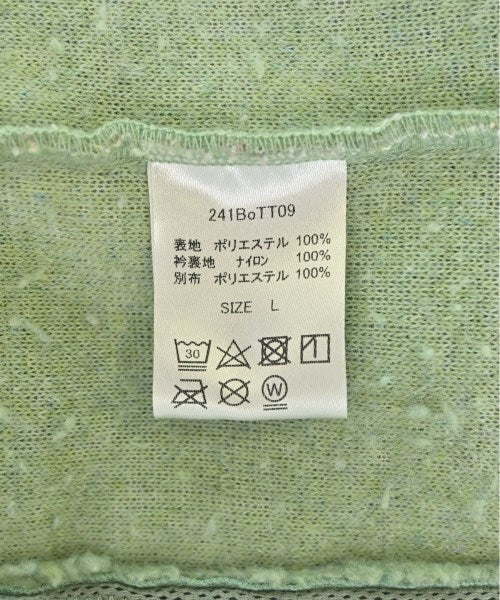 241BoTT09
表地 ポリエステル 100%
衿裏地 ナイロン 100%
別布 ポリエステル 100%
SIZE L
30
W